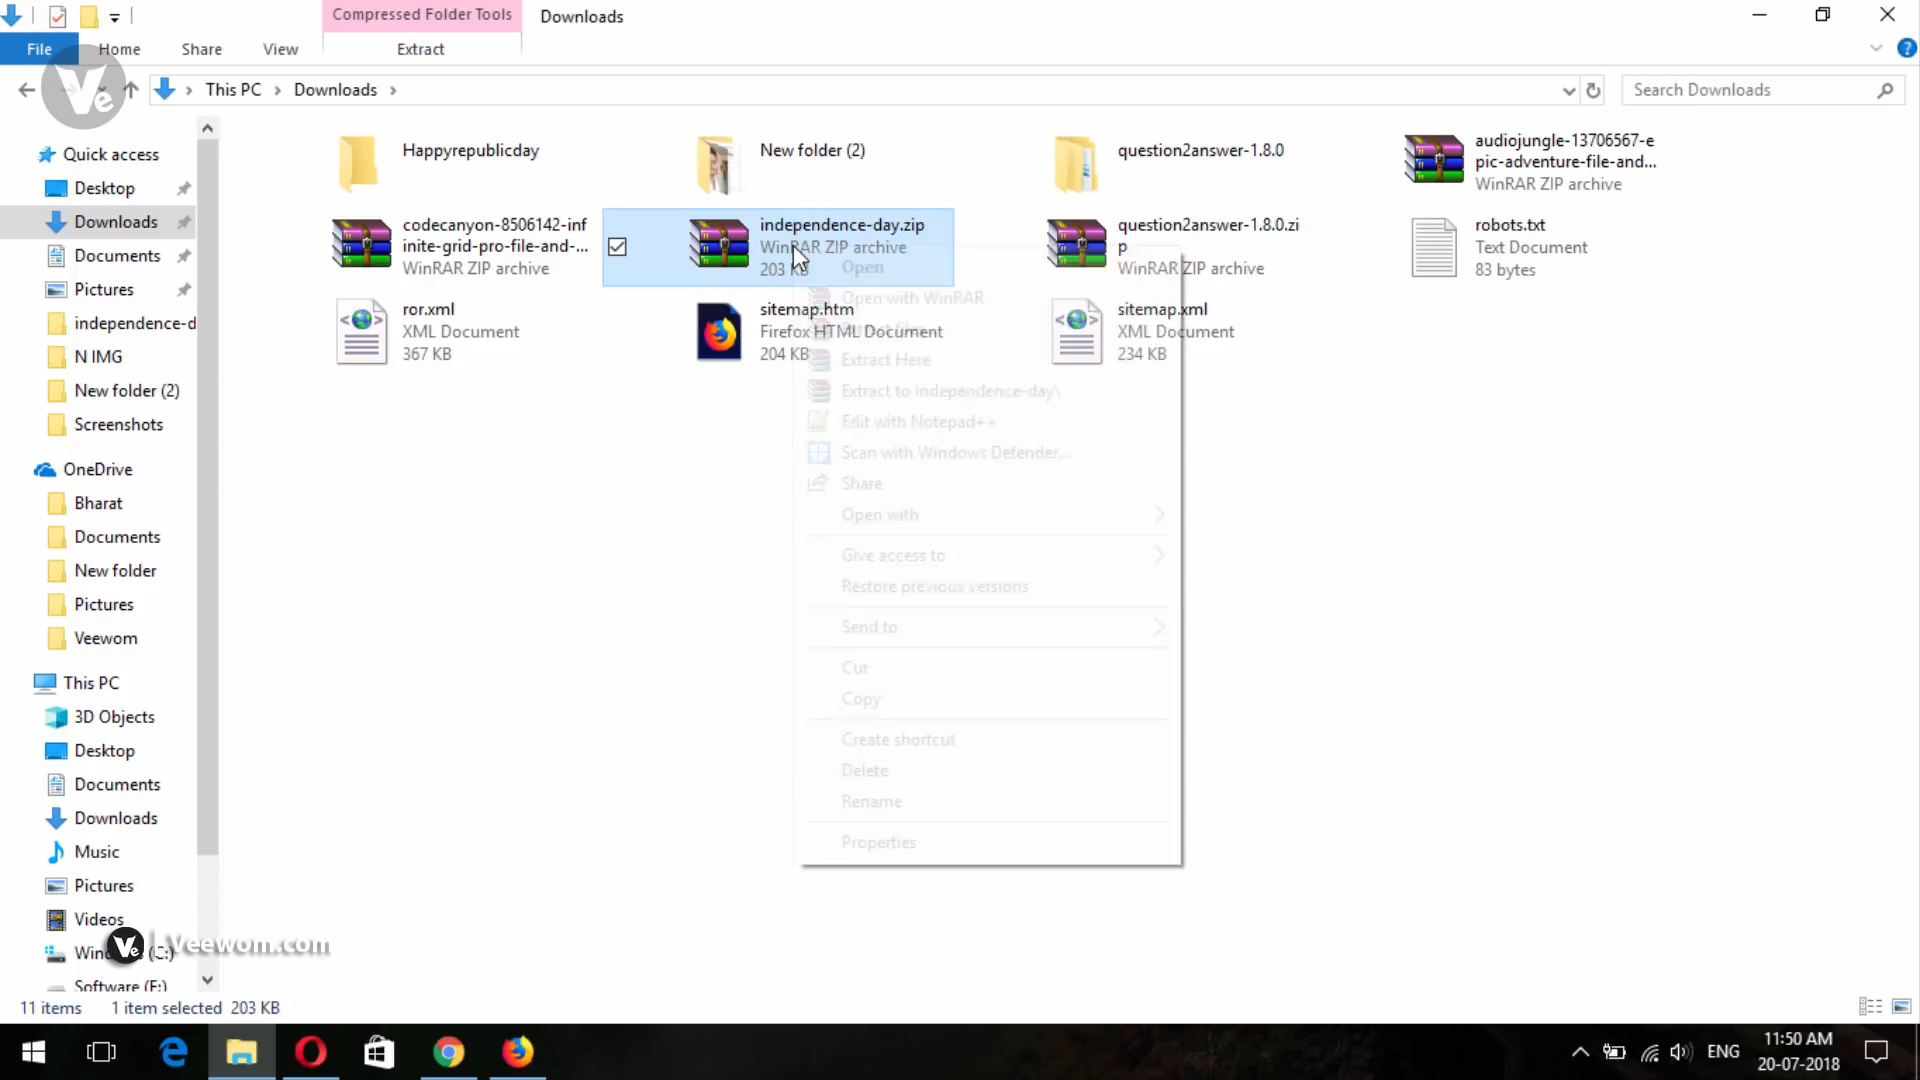 Compressed Folder Tools
Downloads
File
Home
Share
View
Extract
Ve
This PC
Downloads
Search Downloads
Quick access
Desktop
Downloads
Documents
Pictures
independence-d
N IMG
New folder (2)
Screenshots
OneDrive
Bharat
Documents
New folder
Pictures
Veewom
This PC
3D Objects
Desktop
Documents
Downloads
Music
Pictures
Videos
(C:)
Ve Veewom.com
Software (F:)
Happyrepublicday
New folder (2)
question2answer-1.8.0
audiojungle-13706567-e
pic-adventure-file-and...
WinRAR ZIP archive
codecanyon-8506142-inf
inite-grid-pro-file-and-...
WinRAR ZIP archive
independence-day.zip
WinRAR ZIP archive
203 KB
question2answer-1.8.0.zi
p
WinRAR ZIP archive
robots.txt
Text Document
83 bytes
ror.xml
XML Document
367 KB
sitemap.htm
Firefox HTML Document
204 KB
sitemap.xml
XML Document
234 KB
Open
Open with WinRAR
Extract Here
Extract to independence-day\
Edit with Notepad++
Scan with Windows Defender...
Share
Open with
Give access to
Restore previous versions
Send to
Cut
Copy
Create shortcut
Delete
Rename
Properties
11 items
1 item selected 203 KB
ENG
11:50 AM
20-07-2018